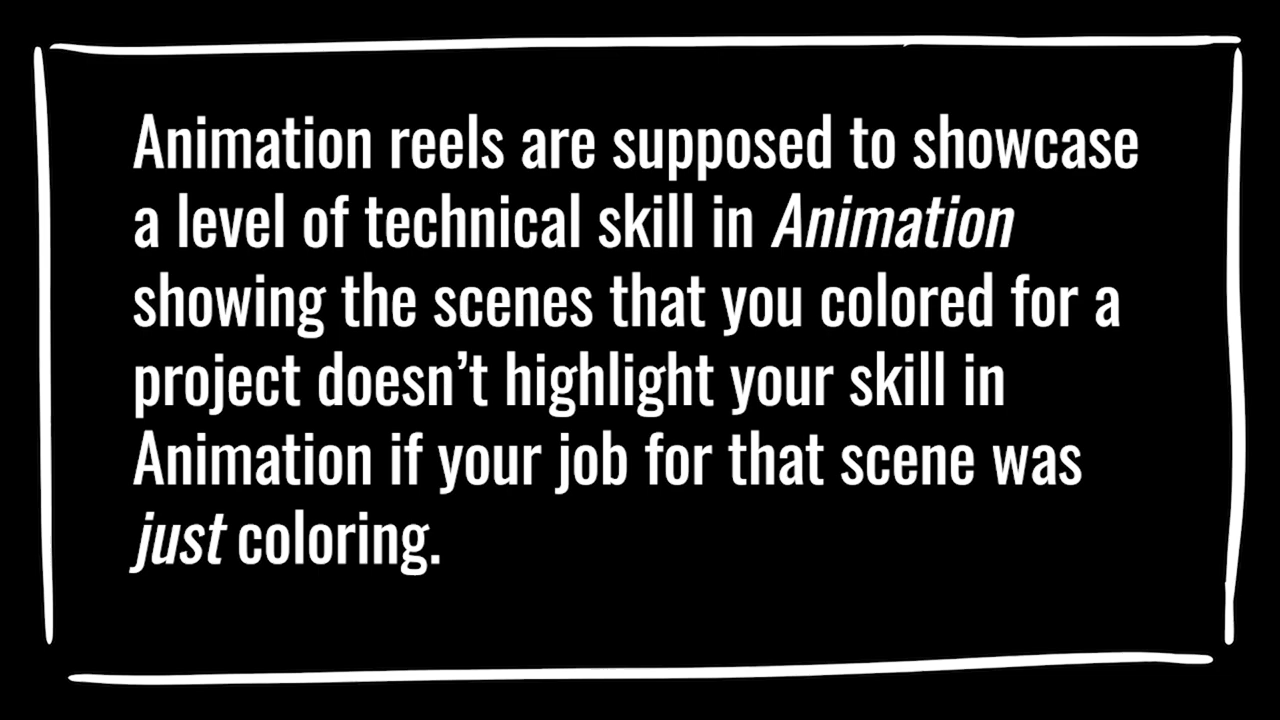 Animation reels are supposed to showcase
a level of technical skill in Animation
showing the scenes that you colored for a
project doesn’t highlight your skill in
Animation if your job for that scene was
just coloring.